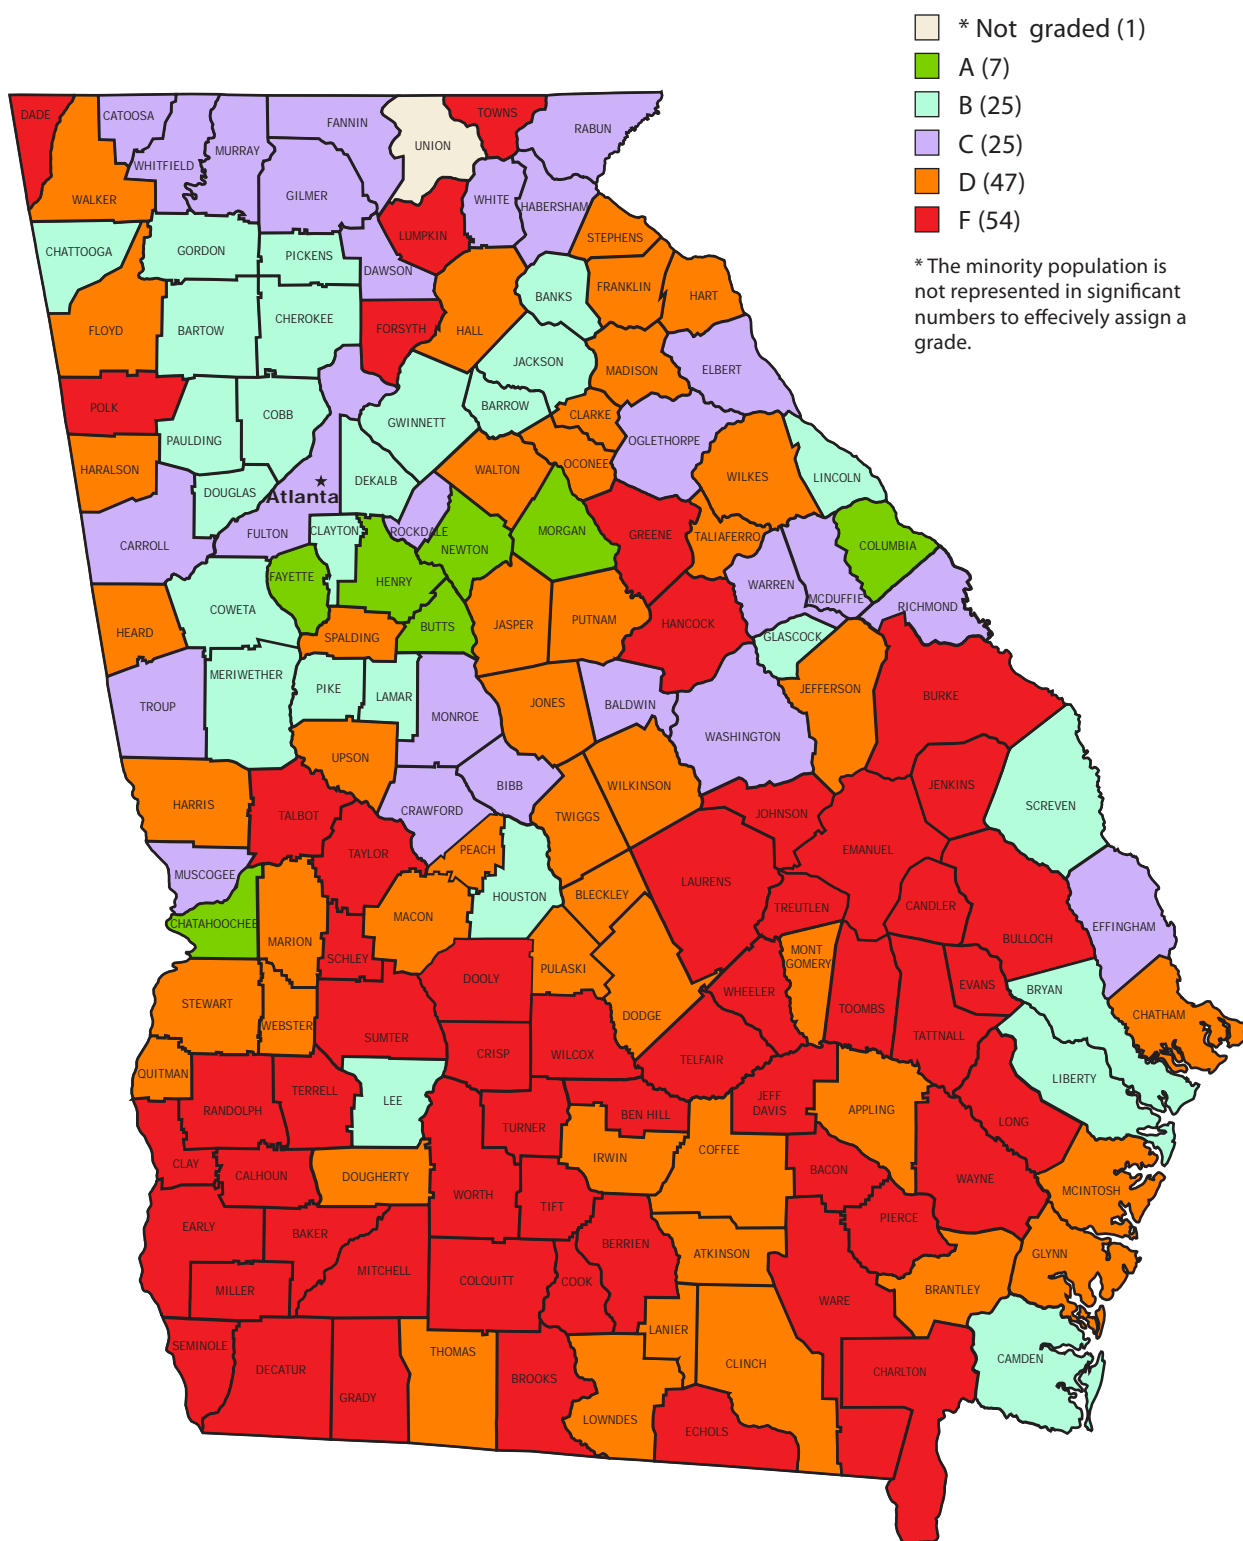 * Not graded (1)
A (7)
B (25)
C (25)
D (47)
F (54)
* The minority population is
not represented in significant
numbers to effecively assign a
grade.
DADE
CATOOSA
FANNIN
TOWNS
RABUN
WHITFIELD
MURRAY
UNION
WALKER
GILMER
WHITE
HABERSHAM
LUMPKIN
STEPHENS
CHATTOOGA
GORDON
PICKENS
DAWSON
BANKS
FRANKLIN
HART
FLOYD
BARTOW
CHEROKEE
FORSYTH
HALL
JACKSON
MADISON
ELBERT
POLK
COBB
GWINNETT
BARROW
CLARKE
PAULDING
OGLETHORPE
HARALSON
DOUGLAS
Atlanta
DEKALB
WALTON
OCONEE
WILKES
LINCOLN
CARROLL
FULTON
CLAYTON
ROCKDALE
NEWTON
MORGAN
GREENE
TALIAFERRO
COLUMBIA
FAYETTE
HENRY
WARREN
MCDUFFIE
RICHMOND
HEARD
COWETA
SPALDING
BUTTS
JASPER
PUTNAM
HANCOCK
GLASCOCK
TROUP
MERIWETHER
PIKE
LAMAR
MONROE
JONES
BALDWIN
WASHINGTON
JEFFERSON
BURKE
UPSON
HARRIS
TALBOT
CRAWFORD
BIBB
TWIGGS
WILKINSON
JOHNSON
JENKINS
SCREVEN
TAYLOR
PEACH
EMANUEL
MUSCOGEE
HOUSTON
BLECKLEY
LAURENS
TREUTLEN
CANDLER
CHATAHOOCHEE
MARION
MACON
BULLOCH
EFFINGHAM
SCHLEY
DOOLY
PULASKI
MONT
GOMERY
STEWART
WEBSTER
SUMTER
DODGE
WHEELER
TOOMBS
EVANS
BRYAN
CHATHAM
TATTNALL
CRISP
WILCOX
TELFAIR
QUITMAN
RANDOLPH
TERRELL
LEE
LIBERTY
TURNER
BEN HILL
JEFF
DAVIS
APPLING
LONG
CLAY
CALHOUN
DOUGHERTY
WORTH
TIFT
IRWIN
COFFEE
BACON
WAYNE
MCINTOSH
EARLY
BAKER
BERRIEN
PIERCE
MITCHELL
COLQUITT
COOK
ATKINSON
GLYNN
MILLER
WARE
BRANTLEY
SEMINOLE
DECATUR
GRADY
THOMAS
BROOKS
LANIER
CLINCH
CHARLTON
CAMDEN
LOWNDES
ECHOLS